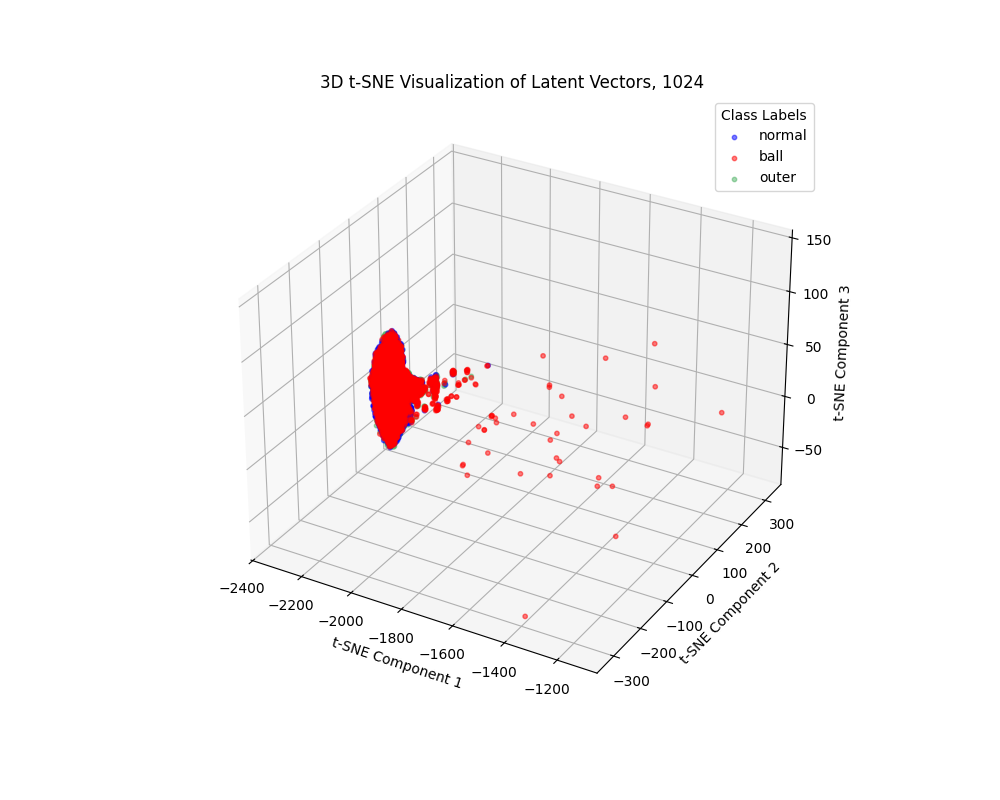 3D t-SNE Visualization of Latent Vectors, 1024
Class Labels
normal
ball
outer
150
100
50
0
−50
t-SNE Component 3
300
200
100
0
−100
−200
−300
t-SNE Component 2
−2400
−2200
−2000
−1800
−1600
−1400
−1200
t-SNE Component 1